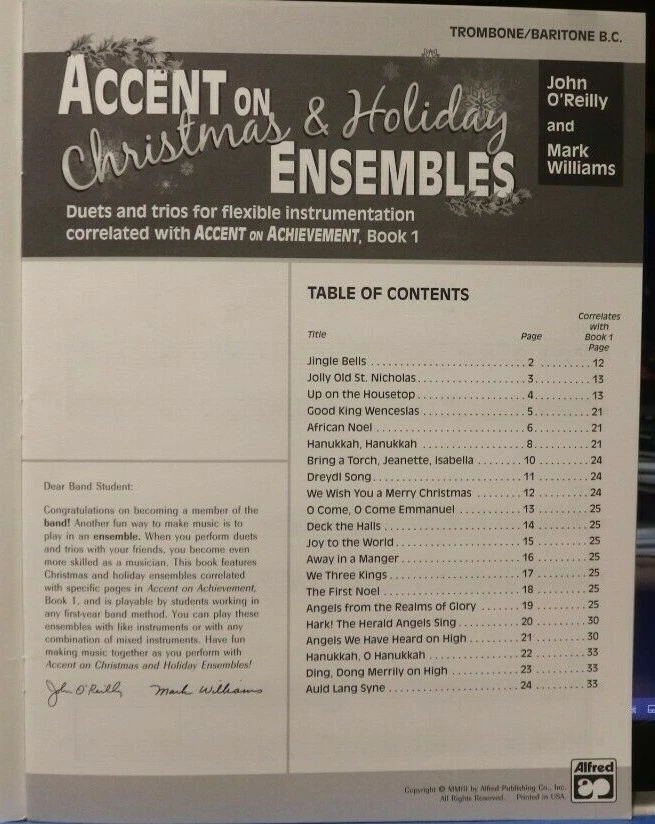 TROMBONE/BARITONE B.C.
ACCENT ON
Christmas & Holiday
ENSEMBLES
John
O'Reilly
and
Mark
Williams
Duets and trios for flexible instrumentation
correlated with ACCENT ON ACHIEVEMENT, Book 1
TABLE OF CONTENTS
Title Page Correlates
with
Book 1
Page
Jingle Bells 2 12
Jolly Old St. Nicholas 3 13
Up on the Housetop 4 13
Good King Wenceslas 5 21
African Noel 6 21
Hanukkah, Hanukkah 8 21
Bring a Torch, Jeanette, Isabella 10 24
Dreydl Song 11 24
We Wish You a Merry Christmas 12 24
O Come, O Come Emmanuel 13 25
Deck the Halls 14 25
Joy to the World 15 25
Away in a Manger 16 25
We Three Kings 17 25
The First Noel 18 25
Angels from the Realms of Glory 19 25
Hark! The Herald Angels Sing 20 30
Angels We Have Heard on High 21 30
Hanukkah, O Hanukkah 22 33
Ding, Dong Merrily on High 23 33
Auld Lang Syne 24 33
Dear Band Student:
Congratulations on becoming a member of the
band! Another fun way to make music is to
play in an ensemble. When you perform duets
and trios with your friends, you become even
more skilled as a musician. This book features
Christmas and holiday ensembles correlated
with specific pages in Accent on Achievement,
Book 1, and is playable by students working in
any first-year band method. You can play these
ensembles with like instruments or with any
combination of mixed instruments. Have fun
making music together as you perform with
Accent on Christmas and Holiday Ensembles!
John O'Reilly Mark Williams
Copyright © MMIII by Alfred Publishing Co., Inc.
All Rights Reserved. Printed in USA.
Alfred